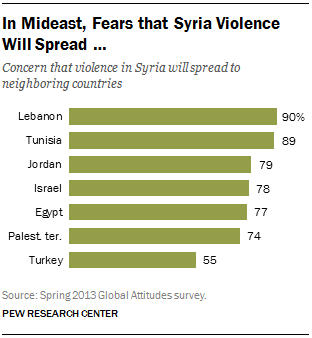 In Mideast, Fears that Syria Violence
Will Spread ...
Concern that violence in Syria will spread to
neighboring countries
Lebanon 90%
Tunisia 89
Jordan 79
Israel 78
Egypt 77
Palest. ter. 74
Turkey 55
Source: Spring 2013 Global Attitudes survey.
PEW RESEARCH CENTER